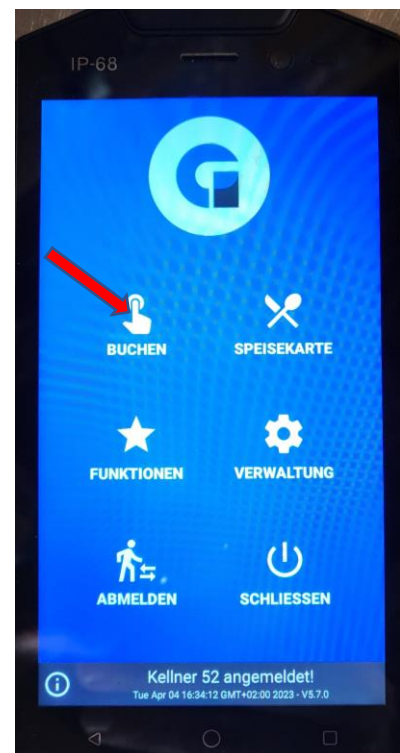 IP-68
BUCHEN
SPEISEKARTE
FUNKTIONEN
VERWALTUNG
ABMELDEN
SCHLIESSEN
Kellner 52 angemeldet!
Tue Apr 04 16:34:12 GMT+02:00 2023 - V5.7.0